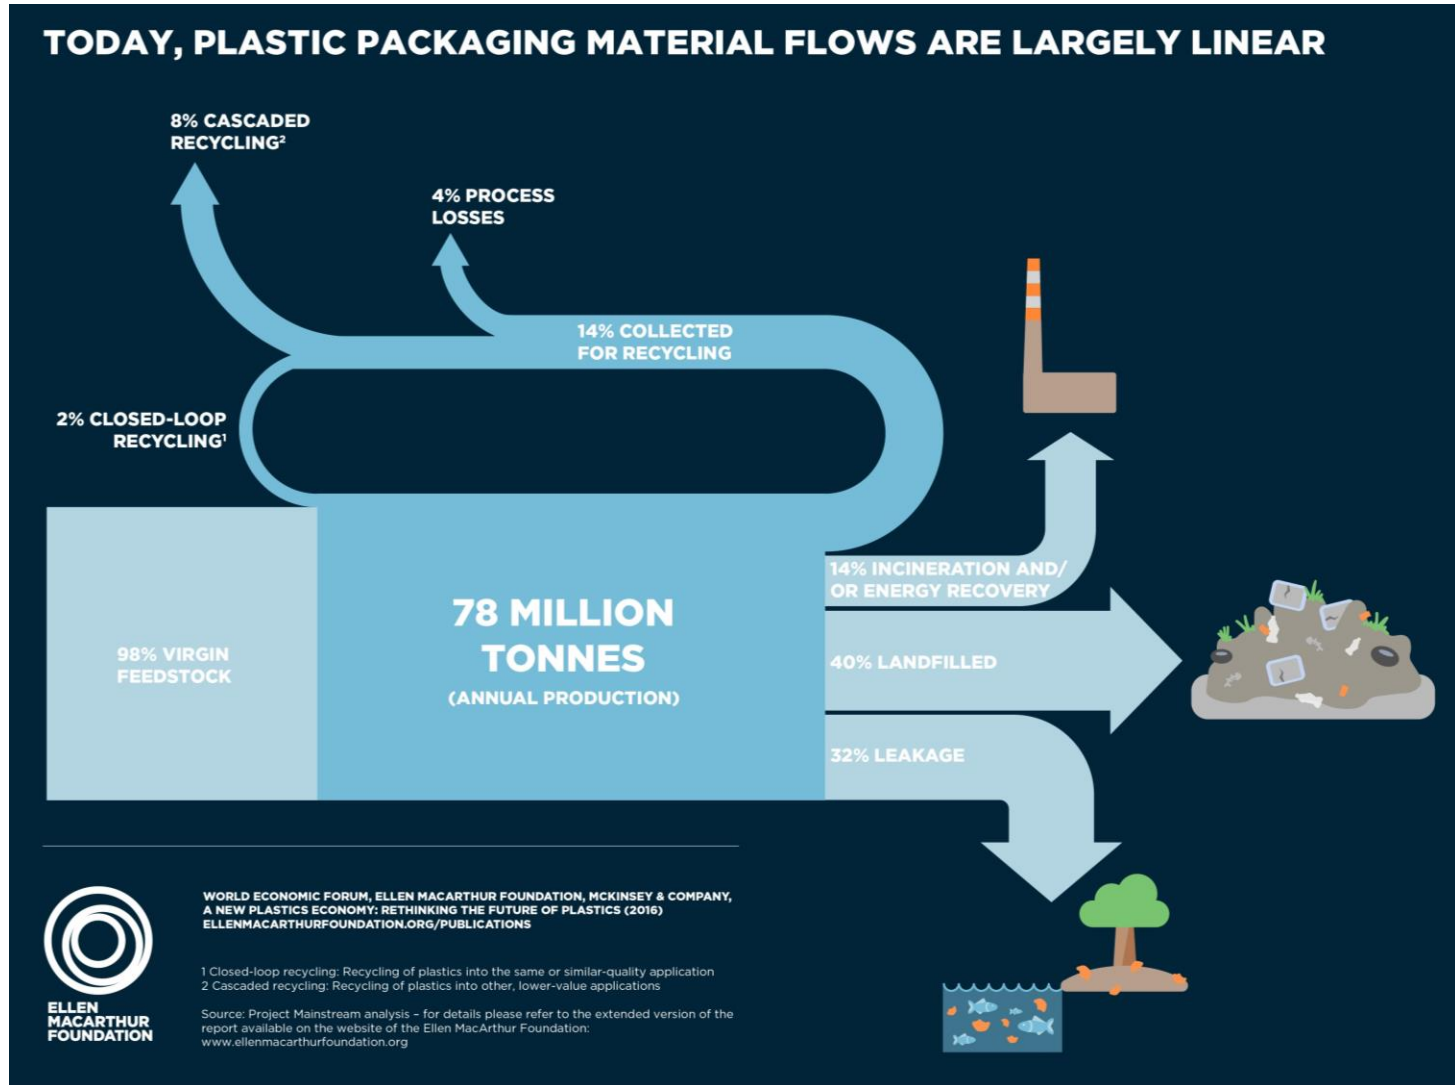 TODAY, PLASTIC PACKAGING MATERIAL FLOWS ARE LARGELY LINEAR
8% CASCADED
RECYCLING²
4% PROCESS
LOSSES
14% COLLECTED
FOR RECYCLING
2% CLOSED-LOOP
RECYCLING¹
98% VIRGIN
FEEDSTOCK
78 MILLION
TONNES
(ANNUAL PRODUCTION)
14% INCINERATION AND/
OR ENERGY RECOVERY
40% LANDFILLED
32% LEAKAGE
ELLEN
MACARTHUR
FOUNDATION
WORLD ECONOMIC FORUM, ELLEN MACARTHUR FOUNDATION, MCKINSEY & COMPANY,
A NEW PLASTICS ECONOMY: RETHINKING THE FUTURE OF PLASTICS (2016)
ELLENMACARTHURFOUNDATION.ORG/PUBLICATIONS
1 Closed-loop recycling: Recycling of plastics into the same or similar-quality application
2 Cascaded recycling: Recycling of plastics into other, lower-value applications
Source: Project Mainstream analysis – for details please refer to the extended version of the
report available on the website of the Ellen MacArthur Foundation:
www.ellenmacarthurfoundation.org